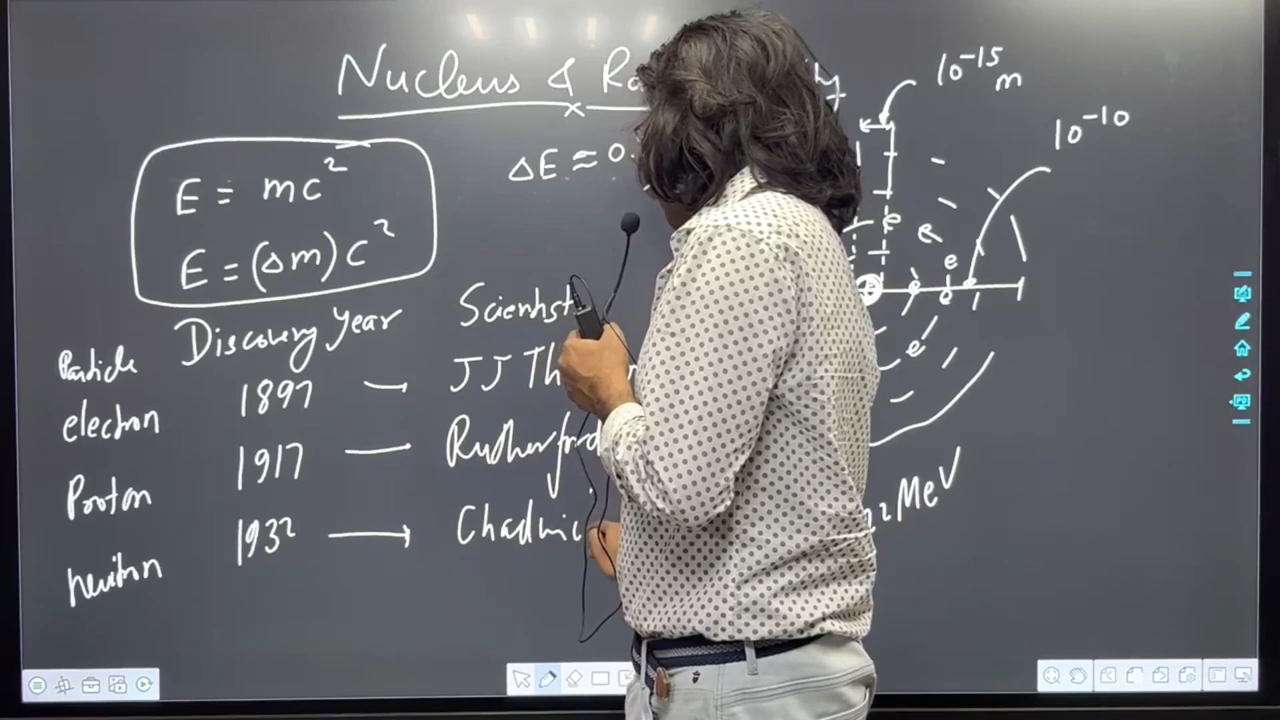 Nucleus & Ra
10⁻¹⁵ m
10⁻¹⁰
E = mc²
ΔE ≈ 0.
E = (Δm)c²
Particle Discovery Year Scientst
electron 1897 → JJ Th
Proton 1917 — Rutherford
neutron 1932 → Chadwic
e
e
e
e
MeV